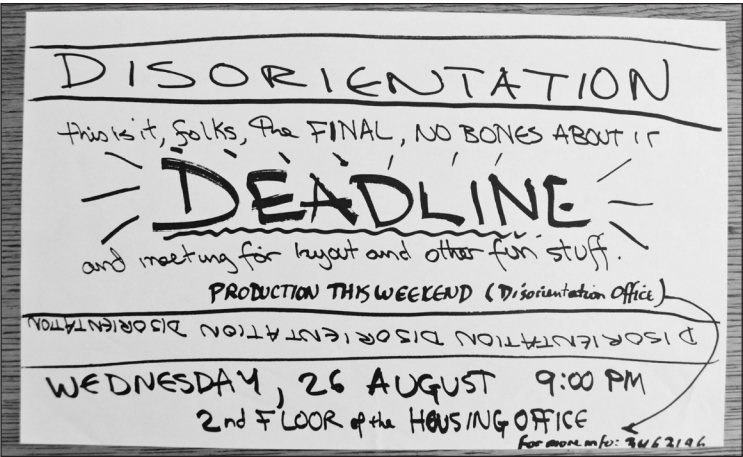 DISORIENTATION
this is it, folks, the FINAL, NO BONES ABOUT IT
DEADLINE
and meeting for layout and other fun stuff.
PRODUCTION THIS WEEKEND (Disorientation Office)
DISORIENTATION DISORIENTATION DISORIENTATION DISORIENTATION
WEDNESDAY, 26 AUGUST 9:00 PM
2nd FLOOR of the HOUSING OFFICE
for more info: 3462196